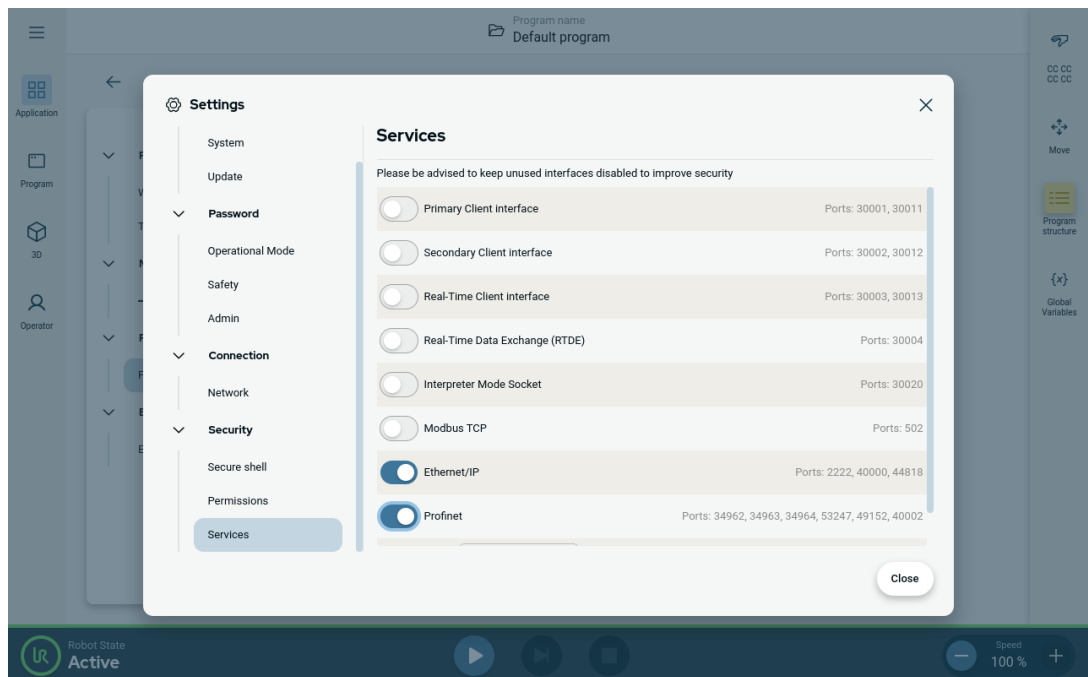 Program name
Default program
Application
Program
3D
Operator
CC CC
CC CC
Move
Program
structure
{x}
Global
Variables
Settings
System
Update
Password
Operational Mode
Safety
Admin
Connection
Network
Security
Secure shell
Permissions
Services
Services
Please be advised to keep unused interfaces disabled to improve security
Primary Client interface Ports: 30001, 30011
Secondary Client interface Ports: 30002, 30012
Real-Time Client interface Ports: 30003, 30013
Real-Time Data Exchange (RTDE) Ports: 30004
Interpreter Mode Socket Ports: 30020
Modbus TCP Ports: 502
Ethernet/IP Ports: 2222, 40000, 44818
Profinet Ports: 34962, 34963, 34964, 53247, 49152, 40002
Close
UR
Robot State
Active
Speed
100 %